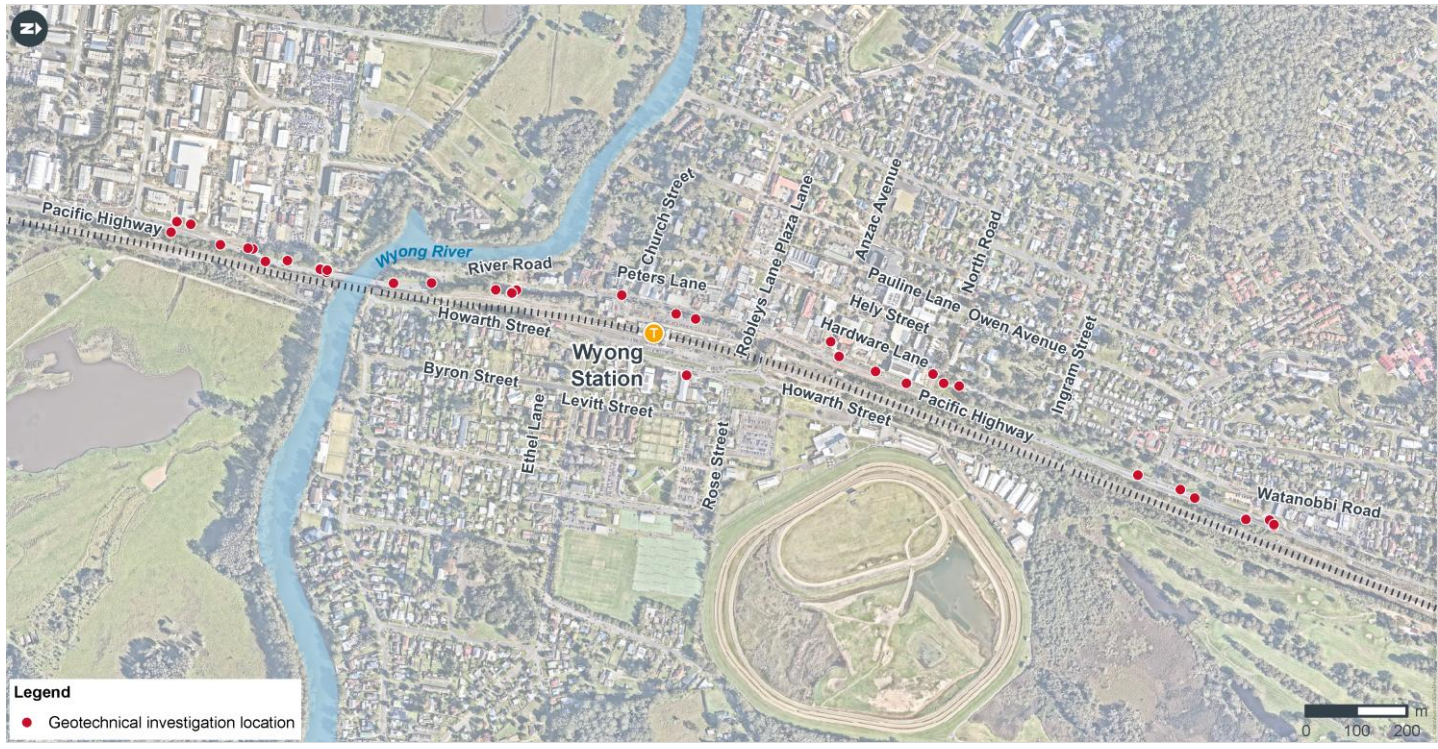 N
Pacific Highway
Wyong River
River Road
Church Street
Peters Lane
Robleys Lane Plaza Lane
Anzac Avenue
North Road
Pauline Lane
Owen Avenue
Hely Street
Hardware Lane
Ingram Street
Howarth Street
T
Wyong
Station
Byron Street
Levitt Street
Ethel Lane
Rose Street
Howarth Street
Pacific Highway
Watanobbi Road
Legend
Geotechnical investigation location
m
0 100 200